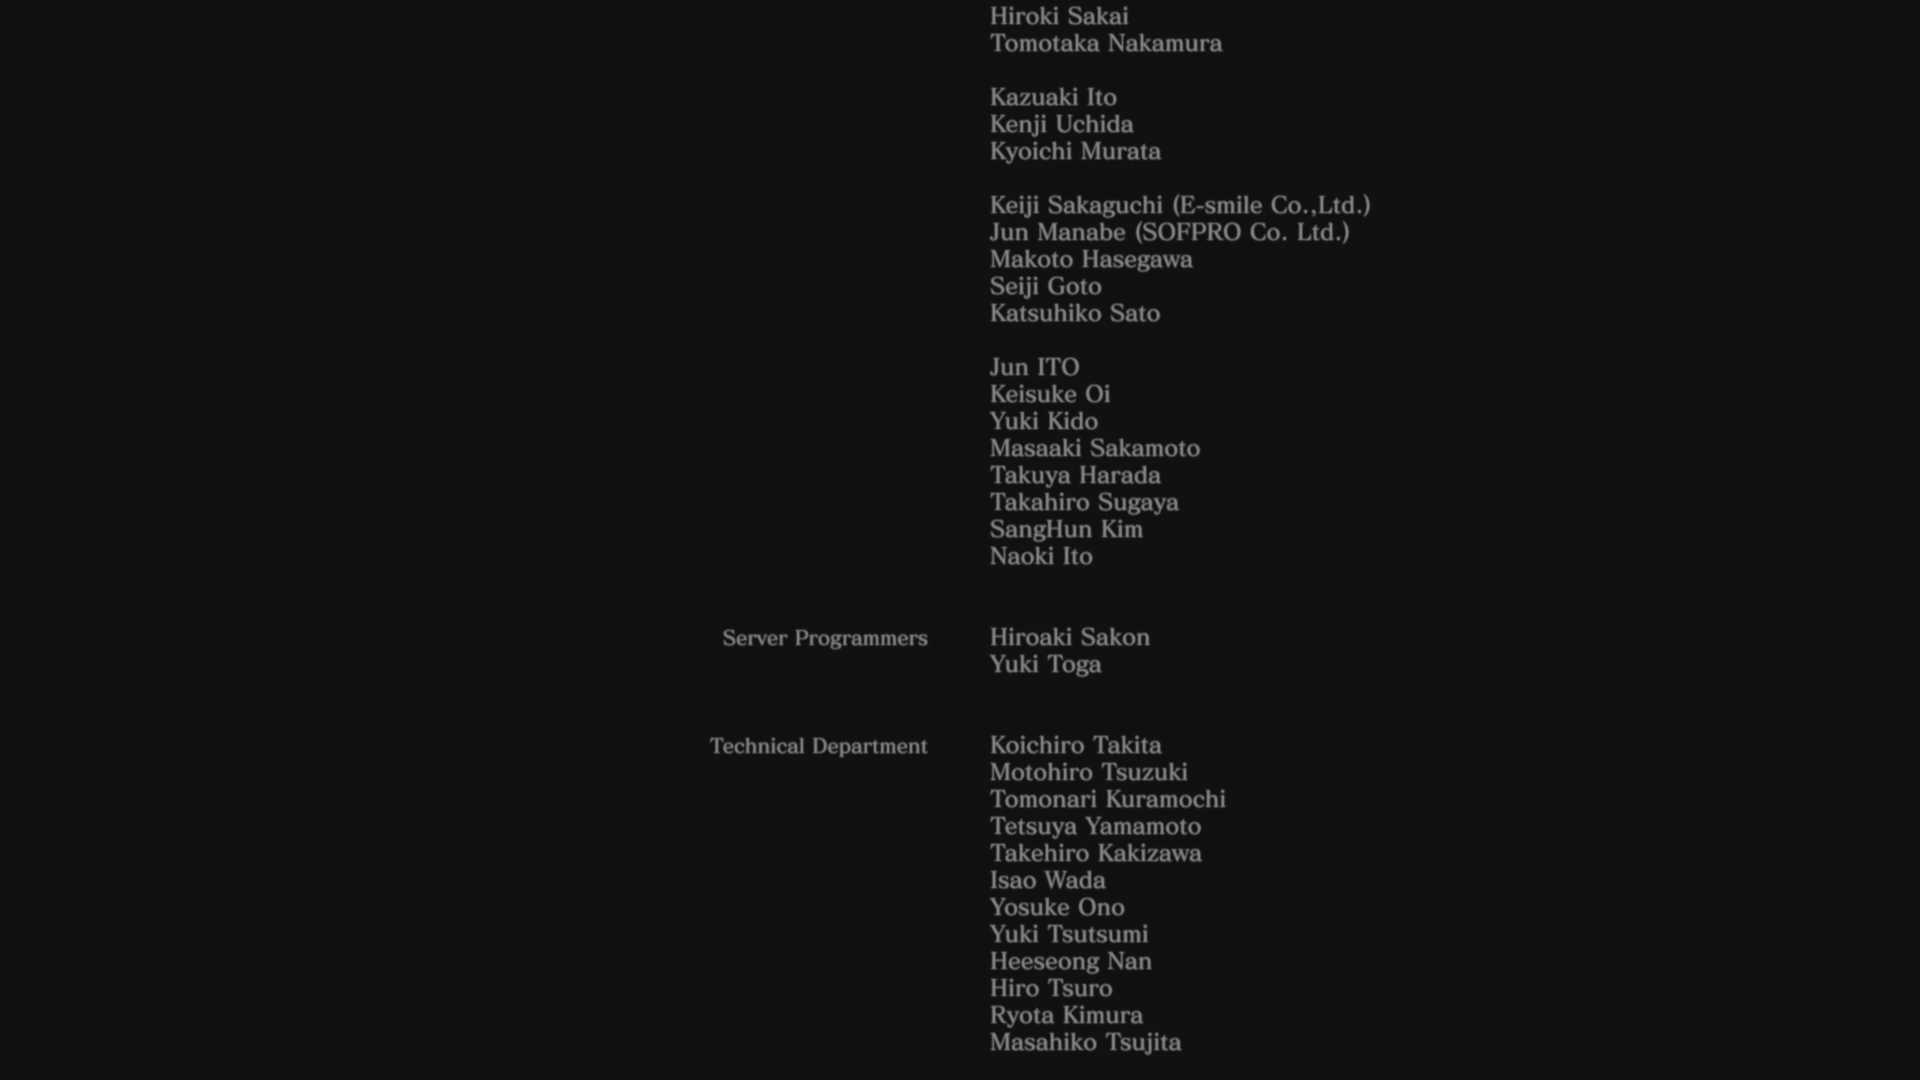 Hiroki Sakai
Tomotaka Nakamura
Kazuaki Ito
Kenji Uchida
Kyoichi Murata
Keiji Sakaguchi (E-smile Co.,Ltd.)
Jun Manabe (SOFPRO Co. Ltd.)
Makoto Hasegawa
Seiji Goto
Katsuhiko Sato
Jun ITO
Keisuke Oi
Yuki Kido
Masaaki Sakamoto
Takuya Harada
Takahiro Sugaya
SangHun Kim
Naoki Ito
Server Programmers Hiroaki Sakon
Yuki Toga
Technical Department Koichiro Takita
Motohiro Tsuzuki
Tomonari Kuramochi
Tetsuya Yamamoto
Takehiro Kakizawa
Isao Wada
Yosuke Ono
Yuki Tsutsumi
Heeseong Nan
Hiro Tsuro
Ryota Kimura
Masahiko Tsujita